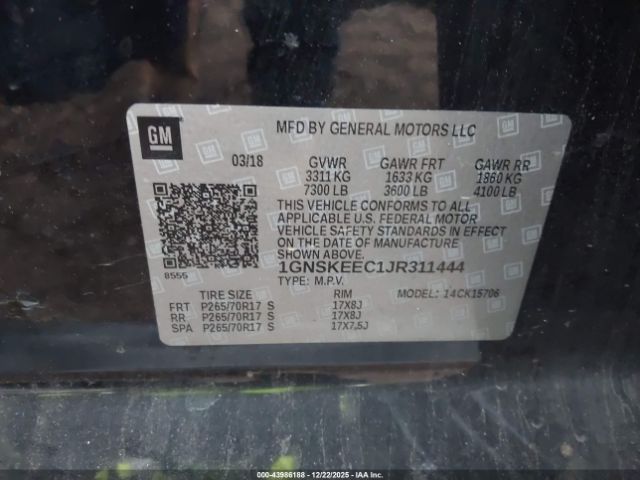 GM
MFD BY GENERAL MOTORS LLC
03/18 GVWR GAWR FRT GAWR RR
3311 KG 1633 KG 1860 KG
7300 LB 3600 LB 4100 LB
THIS VEHICLE CONFORMS TO ALL
APPLICABLE U.S. FEDERAL MOTOR
VEHICLE SAFETY STANDARDS IN EFFECT
ON THE DATE OF MANUFACTURE
SHOWN ABOVE.
1GNSKEEC1JR311444
8555 TYPE: M.P.V.
TIRE SIZE RIM MODEL: 14CK15706
FRT P265/70R17 S 17X8J
RR P265/70R17 S 17X8J
SPA P265/70R17 S 17X7.5J
000-43986188 - 12/22/2025 - IAAI, Copyright